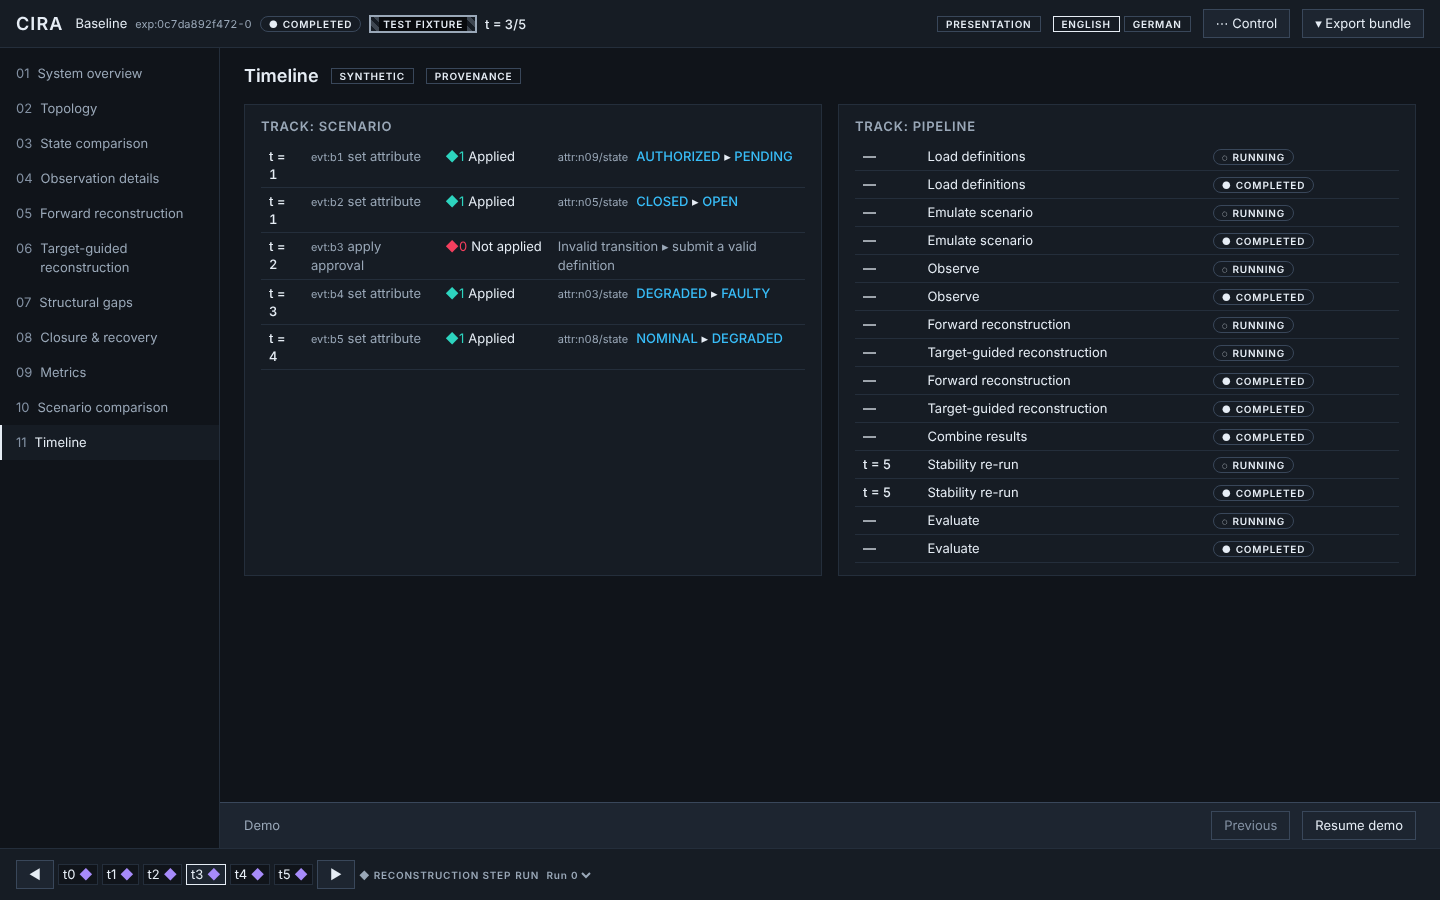 CIRA Baseline exp:0c7da892f472-0 ● COMPLETED TEST FIXTURE t = 3/5 PRESENTATION ENGLISH GERMAN ··· Control ▾ Export bundle
01 System overview
02 Topology
03 State comparison
04 Observation details
05 Forward reconstruction
06 Target-guided
reconstruction
07 Structural gaps
08 Closure & recovery
09 Metrics
10 Scenario comparison
11 Timeline
Timeline SYNTHETIC PROVENANCE
TRACK: SCENARIO
t = 1 evt:b1 set attribute ◆1 Applied attr:n09/state AUTHORIZED ▸ PENDING
t = 1 evt:b2 set attribute ◆1 Applied attr:n05/state CLOSED ▸ OPEN
t = 2 evt:b3 apply approval ◆0 Not applied Invalid transition ▸ submit a valid definition
t = 3 evt:b4 set attribute ◆1 Applied attr:n03/state DEGRADED ▸ FAULTY
t = 4 evt:b5 set attribute ◆1 Applied attr:n08/state NOMINAL ▸ DEGRADED
TRACK: PIPELINE
— Load definitions ○ RUNNING
— Load definitions ● COMPLETED
— Emulate scenario ○ RUNNING
— Emulate scenario ● COMPLETED
— Observe ○ RUNNING
— Observe ● COMPLETED
— Forward reconstruction ○ RUNNING
— Target-guided reconstruction ○ RUNNING
— Forward reconstruction ● COMPLETED
— Target-guided reconstruction ● COMPLETED
— Combine results ● COMPLETED
t = 5 Stability re-run ○ RUNNING
t = 5 Stability re-run ● COMPLETED
— Evaluate ○ RUNNING
— Evaluate ● COMPLETED
Demo Previous Resume demo
◀ t0 ◆ t1 ◆ t2 ◆ t3 ◆ t4 ◆ t5 ◆ ▶ ◆ RECONSTRUCTION STEP RUN Run 0